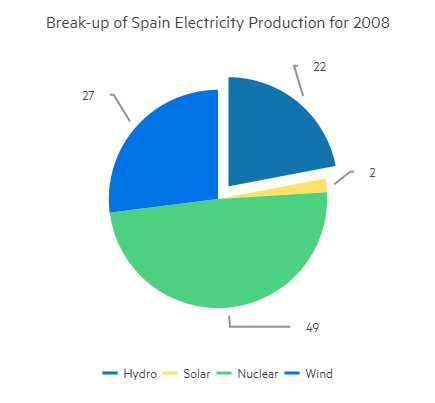 Break-up of Spain Electricity Production for 2008
22
27
2
49
Hydro Solar Nuclear Wind